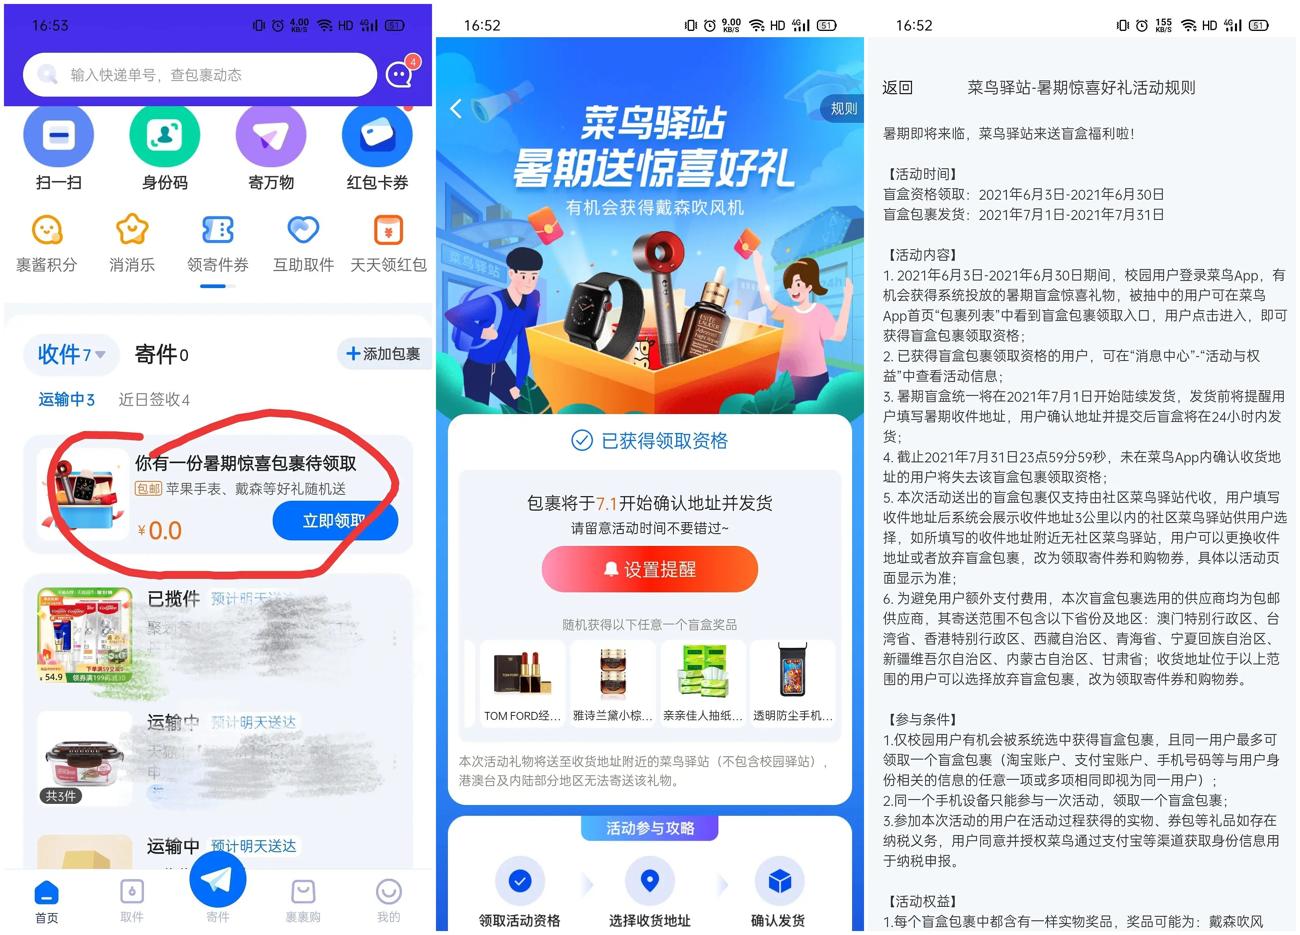 16:53
4.00
KB/S
HD
4G
51
输入快递单号，查包裹动态
4
扫一扫
身份码
寄万物
红包卡券
裹酱积分
消消乐
领寄件券
互助取件
天天领红包
收件7
寄件0
添加包裹
运输中3
近日签收4
你有一份暑期惊喜包裹待领取
包邮 苹果手表、戴森等好礼随机送
¥0.0
立即领取
已揽件
预计明天送达
¥54.9
领券满199
运输中
预计明天送达
共3件
运输中
预计明天送达
首页
取件
寄件
裹裹购
我的
16:52
9.00
KB/S
HD
4G
51
规则
菜鸟驿站
暑期送惊喜好礼
有机会获得戴森吹风机
菜鸟驿站
ESTEE LAUDER
已获得领取资格
包裹将于7.1开始确认地址并发货
请留意活动时间不要错过~
设置提醒
随机获得以下任意一个盲盒奖品
TOM FORD
TOM FORD经...
雅诗兰黛小棕...
亲亲佳人抽纸...
透明防尘手机...
本次活动礼物将送至收货地址附近的菜鸟驿站（不包含校园驿站），
港澳台及内陆部分地区无法寄送该礼物。
活动参与攻略
领取活动资格
选择收货地址
确认发货
16:52
155
KB/S
HD
4G
51
返回
菜鸟驿站-暑期惊喜好礼活动规则
暑期即将来临，菜鸟驿站来送盲盒福利啦！
【活动时间】
盲盒资格领取：2021年6月3日-2021年6月30日
盲盒包裹发货：2021年7月1日-2021年7月31日
【活动内容】
1. 2021年6月3日-2021年6月30日期间，校园用户登录菜鸟App，有
机会获得系统投放的暑期盲盒惊喜礼物，被抽中的用户可在菜鸟
App首页“包裹列表”中看到盲盒包裹领取入口，用户点击进入，即可
获得盲盒包裹领取资格；
2. 已获得盲盒包裹领取资格的用户，可在“消息中心”-“活动与权
益”中查看活动信息；
3. 暑期盲盒统一将在2021年7月1日开始陆续发货，发货前将提醒用
户填写暑期收件地址，用户确认地址并提交后盲盒将在24小时内发
货；
4. 截止2021年7月31日23点59分59秒，未在菜鸟App内确认收货地
址的用户将失去该盲盒包裹领取资格；
5. 本次活动送出的盲盒包裹仅支持由社区菜鸟驿站代收，用户填写
收件地址后系统会展示收件地址3公里以内的社区菜鸟驿站供用户选
择，如所填写的收件地址附近无社区菜鸟驿站，用户可以更换收件
地址或者放弃盲盒包裹，改为领取寄件券和购物券，具体以活动页
面显示为准；
6. 为避免用户额外支付费用，本次盲盒包裹选用的供应商均为包邮
供应商，其寄送范围不包含以下省份及地区：澳门特别行政区、台
湾省、香港特别行政区、西藏自治区、青海省、宁夏回族自治区、
新疆维吾尔自治区、内蒙古自治区、甘肃省；收货地址位于以上范
围的用户可以选择放弃盲盒包裹，改为领取寄件券和购物券。
【参与条件】
1.仅校园用户有机会被系统选中获得盲盒包裹，且同一用户最多可
领取一个盲盒包裹（淘宝账户、支付宝账户、手机号码等与用户身
份相关的信息的任意一项或多项相同即视为同一用户）；
2.同一个手机设备只能参与一次活动，领取一个盲盒包裹；
3.参加本次活动的用户在活动过程获得的实物、券包等礼品如存在
纳税义务，用户同意并授权菜鸟通过支付宝等渠道获取身份信息用
于纳税申报。
【活动权益】
1.每个盲盒包裹中都含有一样实物奖品，奖品可能为：戴森吹风